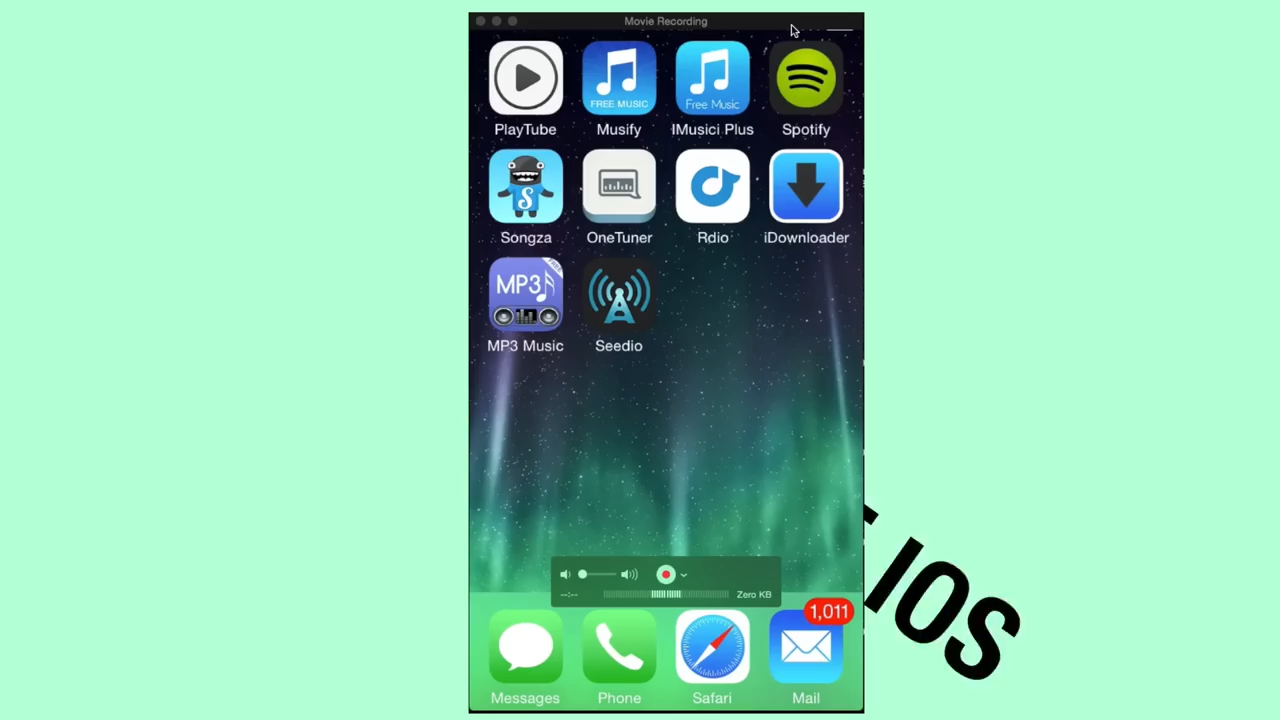 Movie Recording
FREE MUSIC
Free Music
PlayTube Musify IMusici Plus Spotify
S
Songza OneTuner Rdio iDownloader
MP3
MP3 Music Seedio
--:-- Zero KB
1,011
IOS
Messages Phone Safari Mail